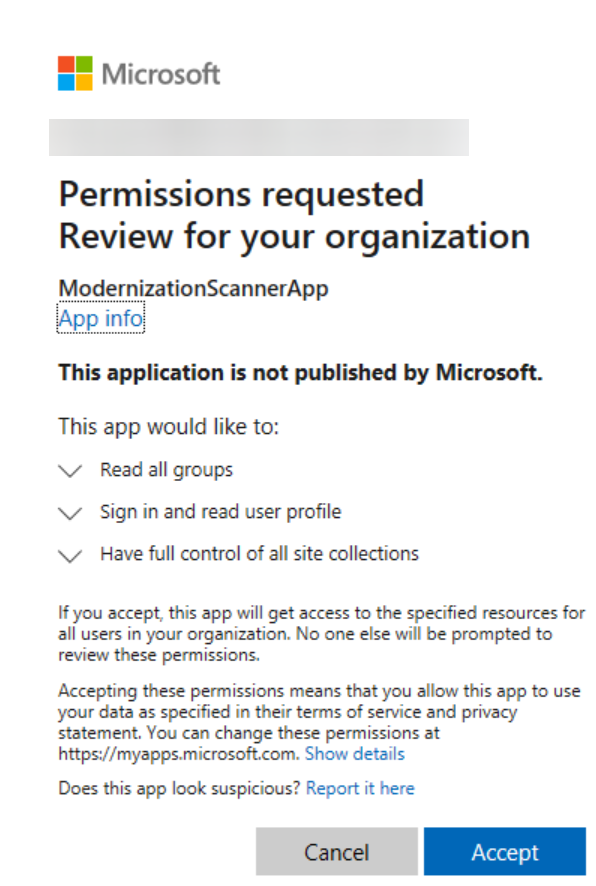 Microsoft
Permissions requested
Review for your organization
ModernizationScannerApp
App info
This application is not published by Microsoft.
This app would like to:
Read all groups
Sign in and read user profile
Have full control of all site collections
If you accept, this app will get access to the specified resources for
all users in your organization. No one else will be prompted to
review these permissions.
Accepting these permissions means that you allow this app to use
your data as specified in their terms of service and privacy
statement. You can change these permissions at
https://myapps.microsoft.com. Show details
Does this app look suspicious? Report it here
Cancel Accept